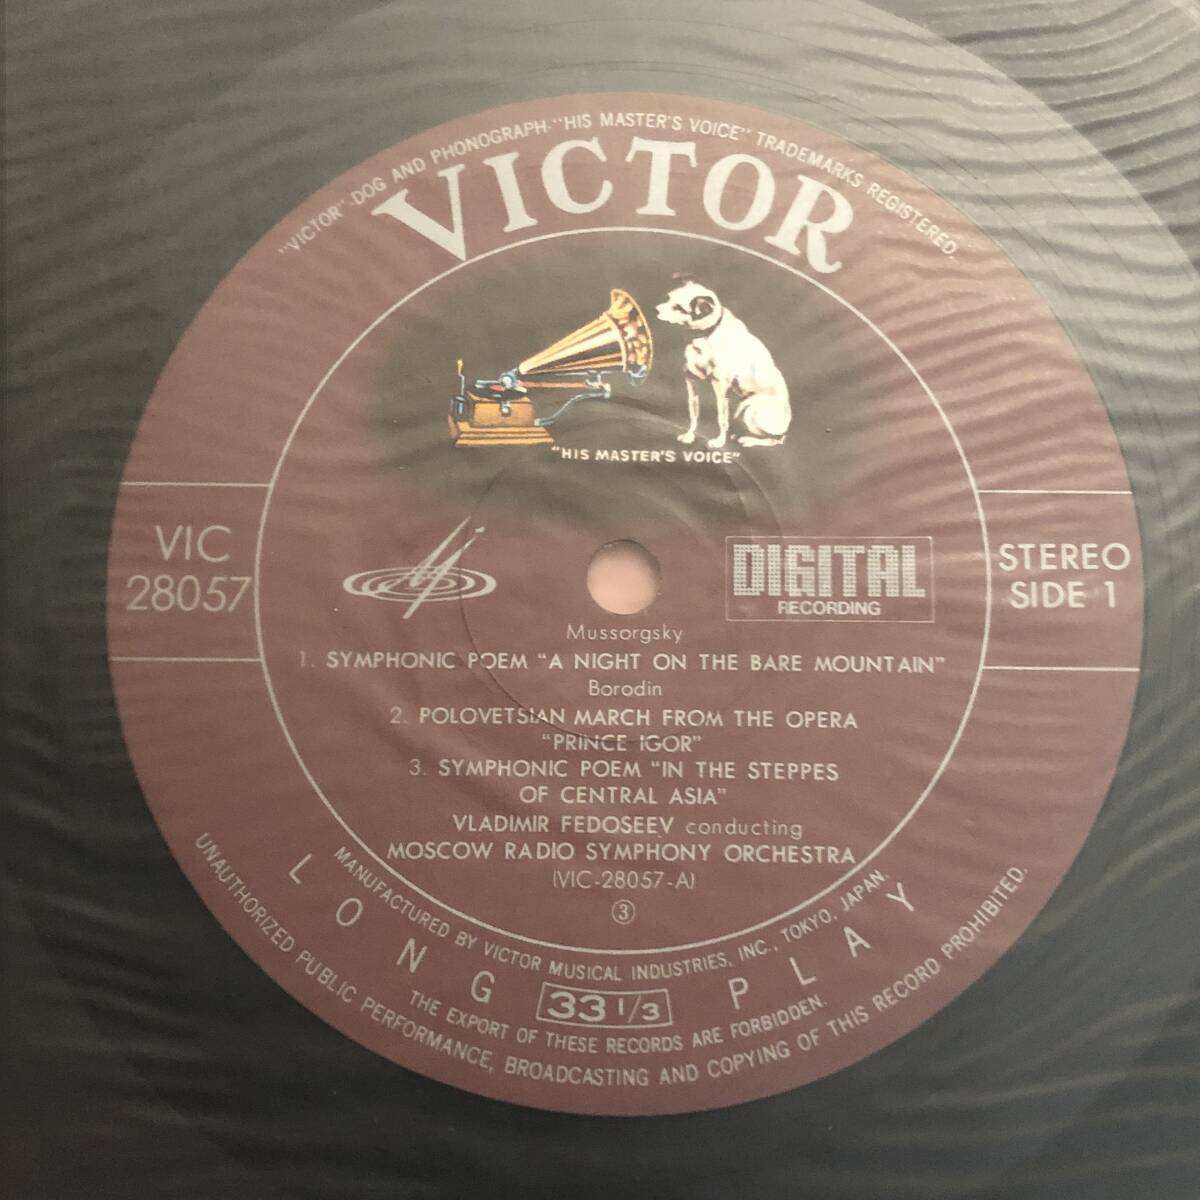 "VICTOR"-DOG AND PHONOGRAPH-"HIS MASTER'S VOICE" TRADEMARKS REGISTERED.
VICTOR
"HIS MASTER'S VOICE"
VIC
28057
DIGITAL
RECORDING
STEREO
SIDE 1
Mussorgsky
1. SYMPHONIC POEM "A NIGHT ON THE BARE MOUNTAIN"
Borodin
2. POLOVETSIAN MARCH FROM THE OPERA
"PRINCE IGOR"
3. SYMPHONIC POEM "IN THE STEPPES
OF CENTRAL ASIA"
VLADIMIR FEDOSEEV conducting
MOSCOW RADIO SYMPHONY ORCHESTRA
(VIC-28057-A)
③
MANUFACTURED BY VICTOR MUSICAL INDUSTRIES, INC., TOKYO, JAPAN.
LONG 33 1/3 PLAY
THE EXPORT OF THESE RECORDS ARE FORBIDDEN.
UNAUTHORIZED PUBLIC PERFORMANCE, BROADCASTING AND COPYING OF THIS RECORD PROHIBITED.